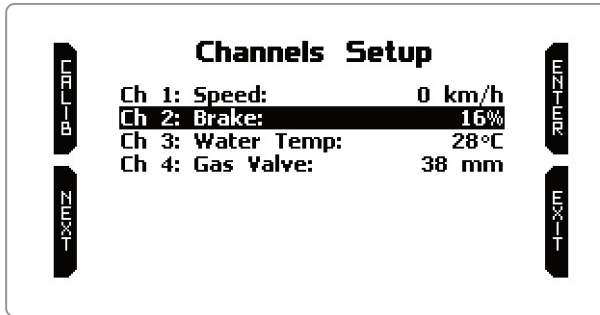 Channels Setup
CALIB
ENTER
Ch 1: Speed: 0 km/h
Ch 2: Brake: 16%
Ch 3: Water Temp: 28°C
Ch 4: Gas Valve: 38 mm
NEXT
EXIT